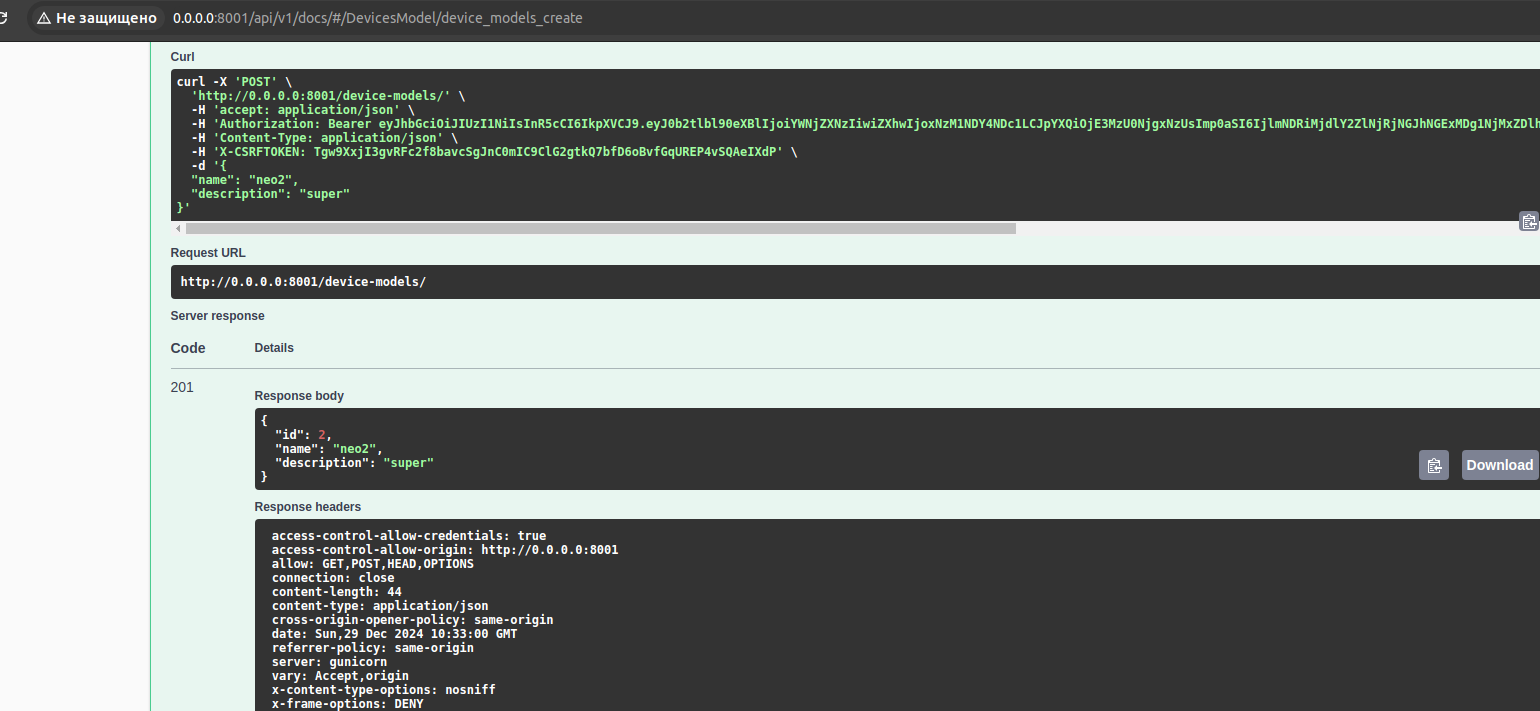 Не защищено 0.0.0.0:8001/api/v1/docs/#/DevicesModel/device_models_create
Curl
curl -X 'POST' \
'http://0.0.0.0:8001/device-models/' \
-H 'accept: application/json' \
-H 'Authorization: Bearer eyJhbGciOiJIUzI1NiIsInR5cCI6IkpXVCJ9.eyJ0b2tlbl90eXBlIjoiYWNjZXNzIiwiZXhwIjoxNzM1NDY4NDc1LCJpYXQiOjE3MzU0NjgxNzUsImp0aSI6IjlmNDRiMjdlY2ZlNjRjNGJhNGExMDg1NjMxZDlh
-H 'Content-Type: application/json' \
-H 'X-CSRFTOKEN: Tgw9XxjI3gvRFc2f8bavcSgJnC0mIC9ClG2gtkQ7bfD6oBvfGqUREP4vSQAeIXdP' \
-d '{
"name": "neo2",
"description": "super"
}'
Request URL
http://0.0.0.0:8001/device-models/
Server response
Code Details
201
Response body
{
"id": 2,
"name": "neo2",
"description": "super"
}
Download
Response headers
access-control-allow-credentials: true
access-control-allow-origin: http://0.0.0.0:8001
allow: GET,POST,HEAD,OPTIONS
connection: close
content-length: 44
content-type: application/json
cross-origin-opener-policy: same-origin
date: Sun,29 Dec 2024 10:33:00 GMT
referrer-policy: same-origin
server: gunicorn
vary: Accept,origin
x-content-type-options: nosniff
x-frame-options: DENY